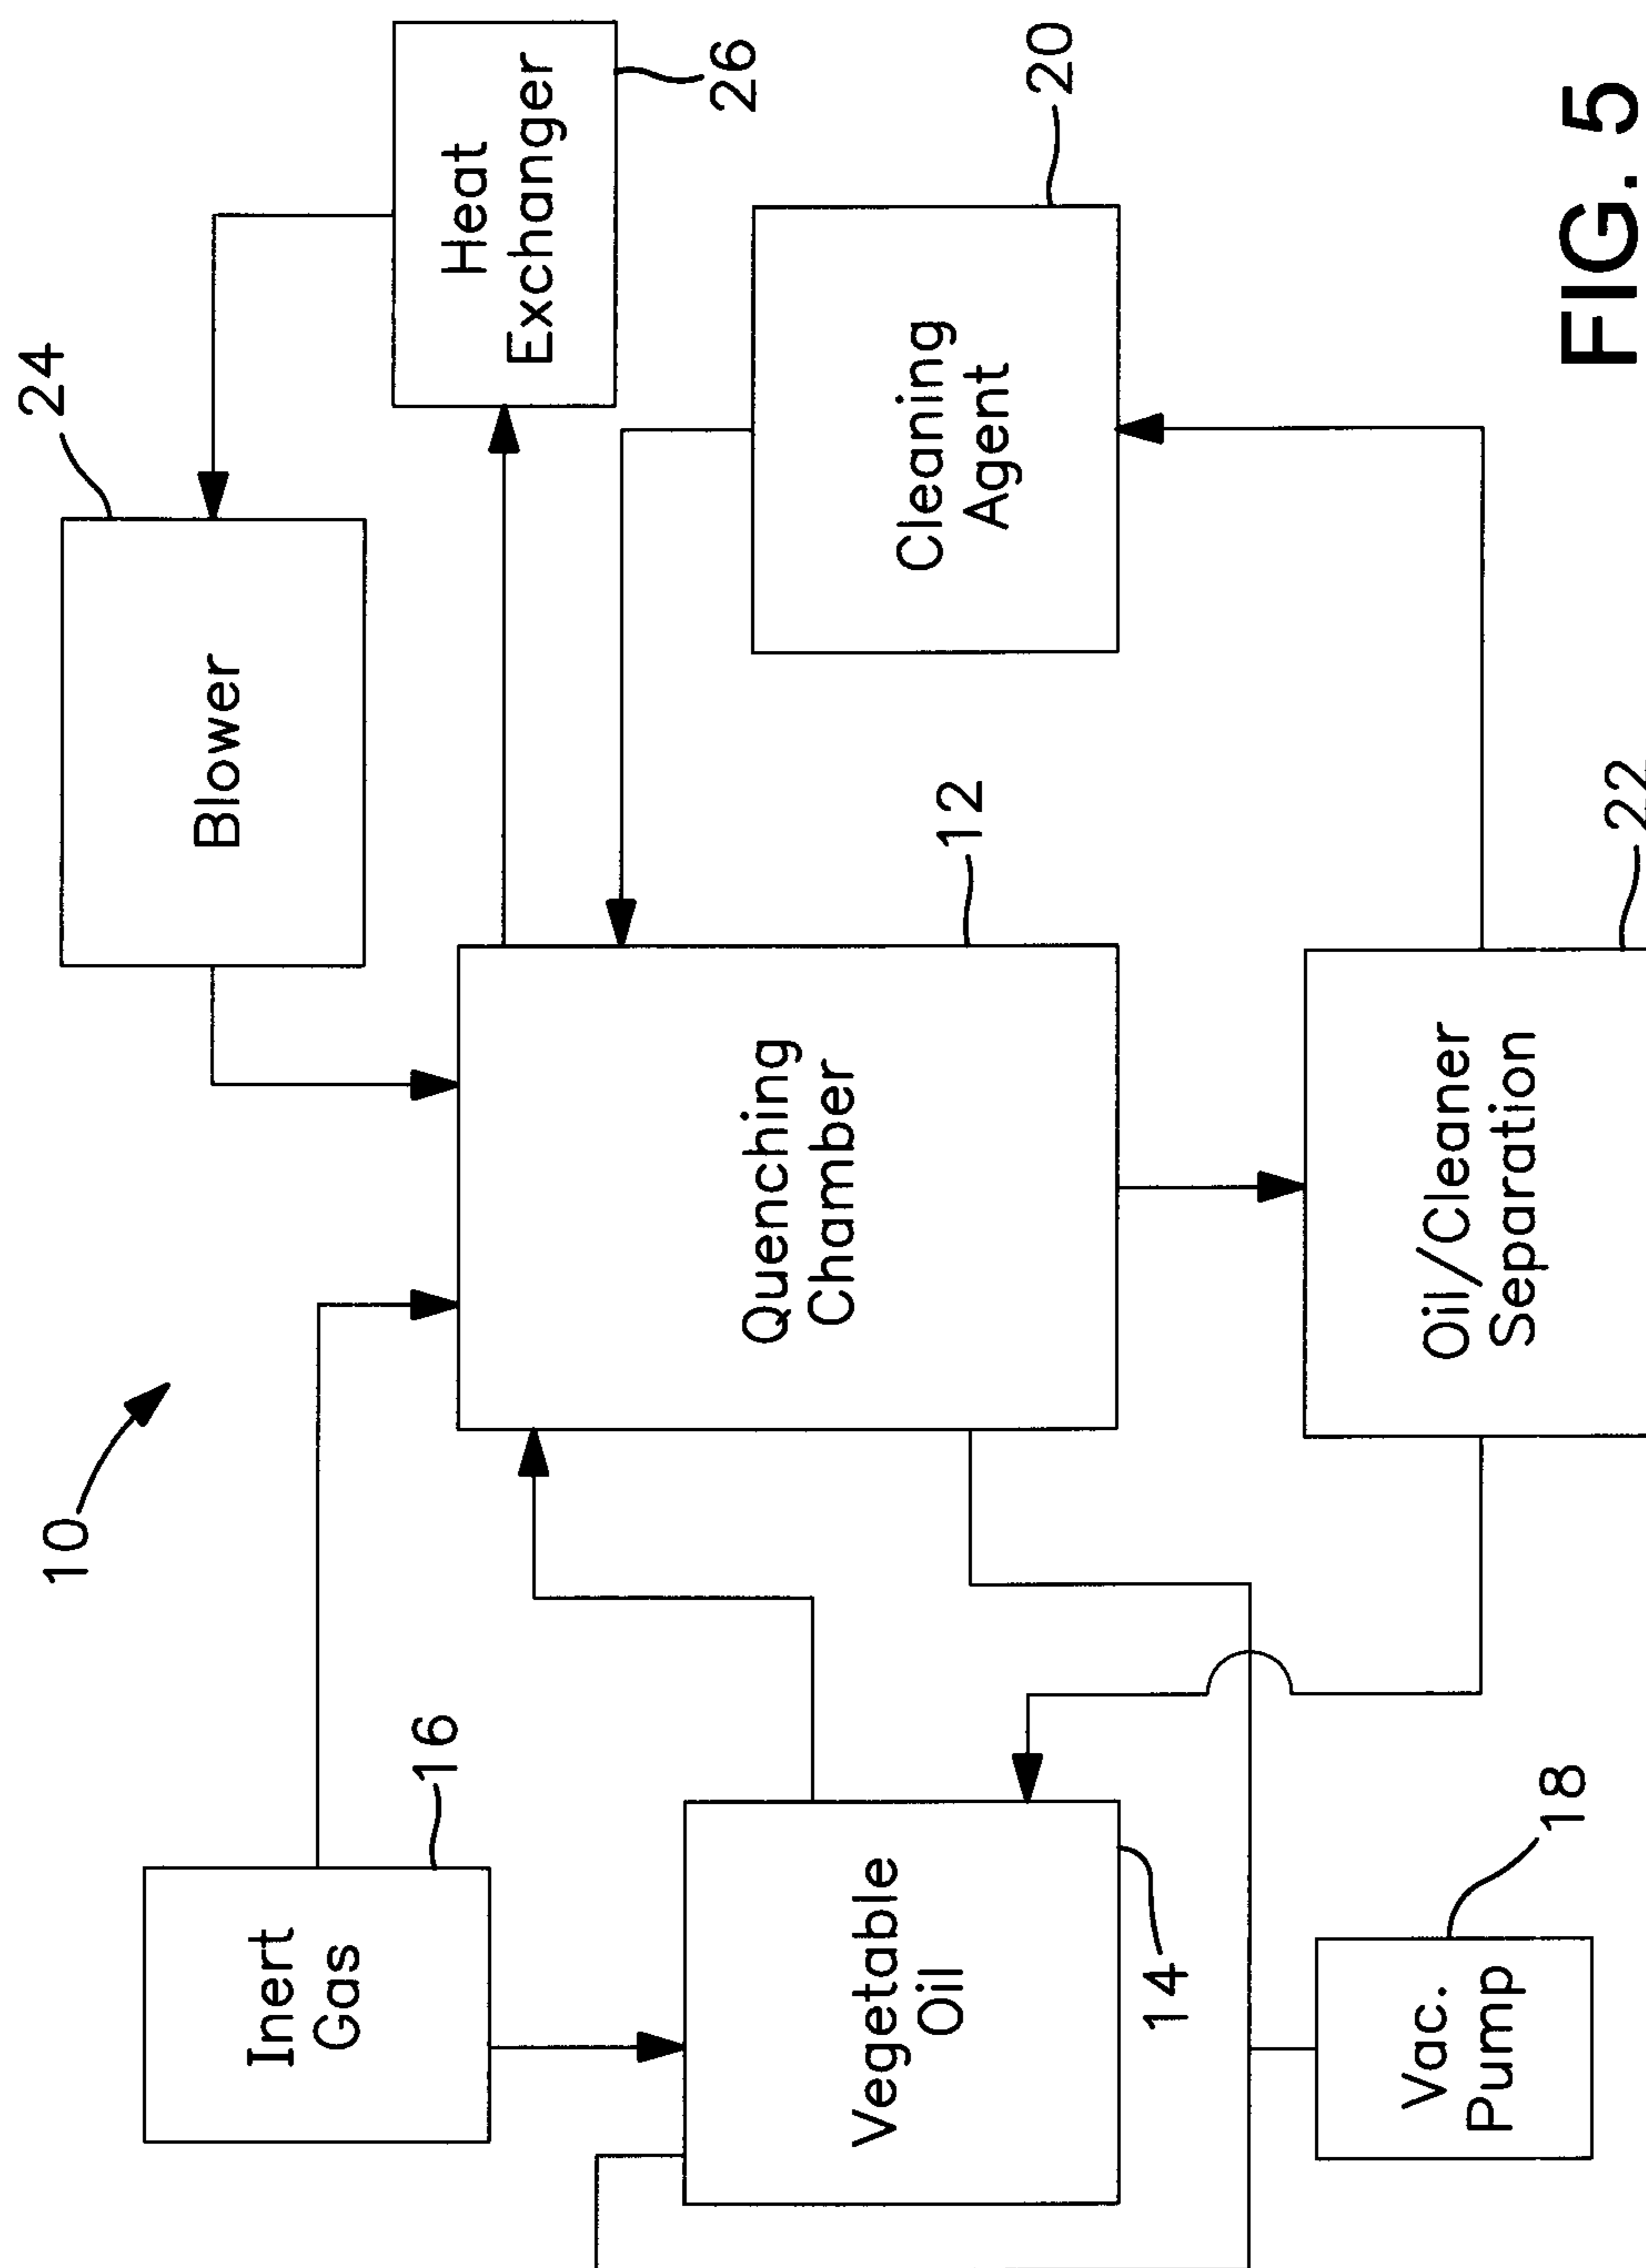 10
24
Blower
Heat
Exchanger
26
Inert
Gas
16
Quenching
Chamber
12
Cleaning
Agent
20
Vegetable
Oil
14
Vac.
Pump
18
Oil/Cleaner
Separation
22
FIG. 5